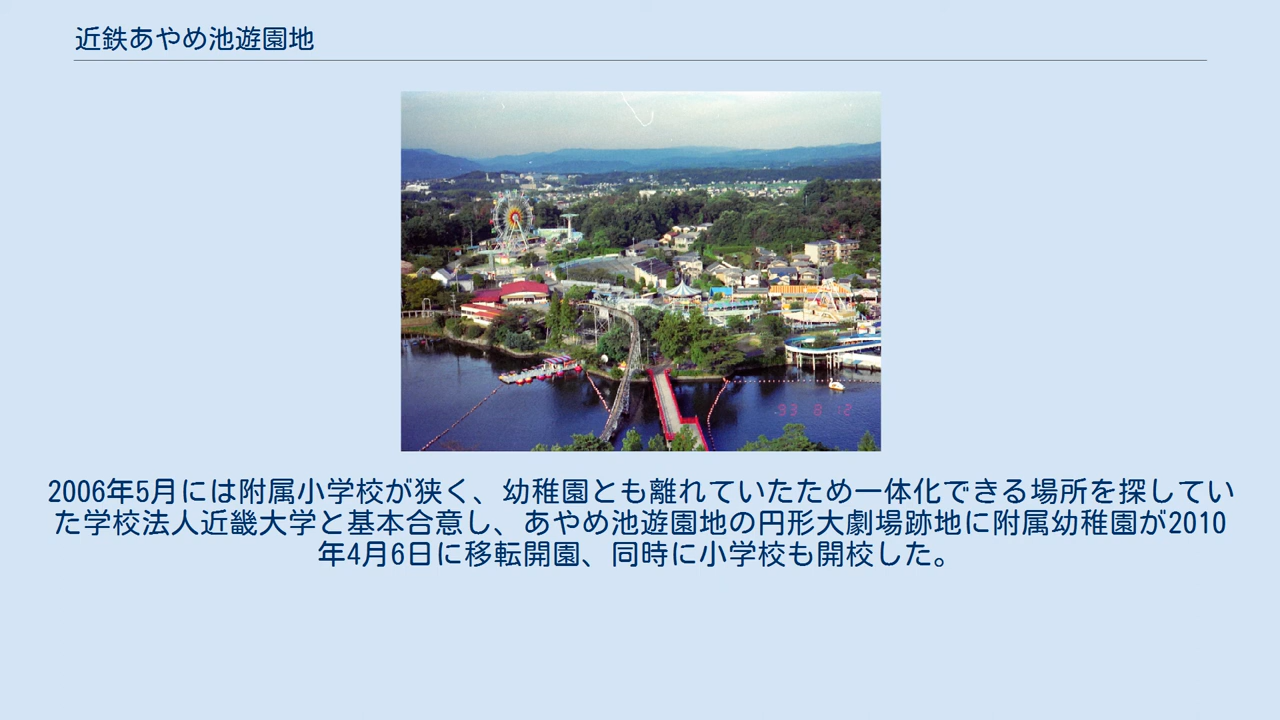 近鉄あやめ池遊園地
'93 8 12
2006年5月には附属小学校が狭く、幼稚園とも離れていたため一体化できる場所を探してい
た学校法人近畿大学と基本合意し、あやめ池遊園地の円形大劇場跡地に附属幼稚園が2010
年4月6日に移転開園、同時に小学校も開校した。